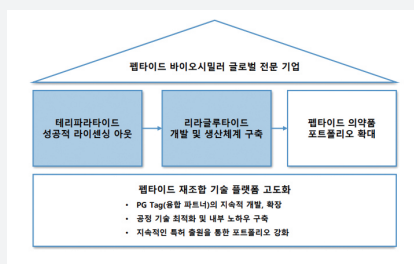 펩타이드 바이오시밀러 글로벌 전문 기업
테리파라타이드
성공적 라이센싱 아웃
리라글루타이드
개발 및 생산체계 구축
펩타이드 의약품
포트폴리오 확대
펩타이드 재조합 기술 플랫폼 고도화
• PG Tag(융합 파트너)의 지속적 개발, 확장
• 공정 기술 최적화 및 내부 노하우 구축
• 지속적인 특허 출원을 통한 포트폴리오 강화